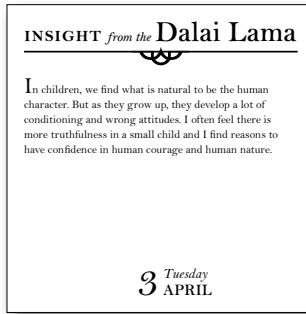 INSIGHT from the Dalai Lama
In children, we find what is natural to be the human
character. But as they grow up, they develop a lot of
conditioning and wrong attitudes. I often feel there is
more truthfulness in a small child and I find reasons to
have confidence in human courage and human nature.
3 Tuesday
APRIL